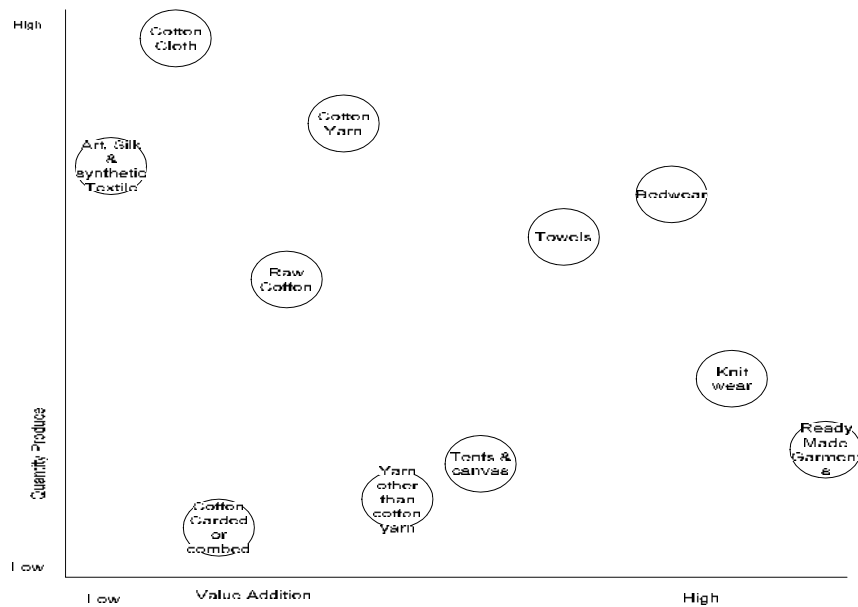 High
Cotton
Cloth
Cotton
Yarn
Art, Silk
&
synthetic
Textile
Bedwear
Towels
Raw
Cotton
Knit
wear
Quantity Produce
Ready
Made
Garment
s
Tents &
canvas
Yarn
other
than
cotton
yarn
Cotton
Carded
or
combed
Low
Low
Value Addition
High